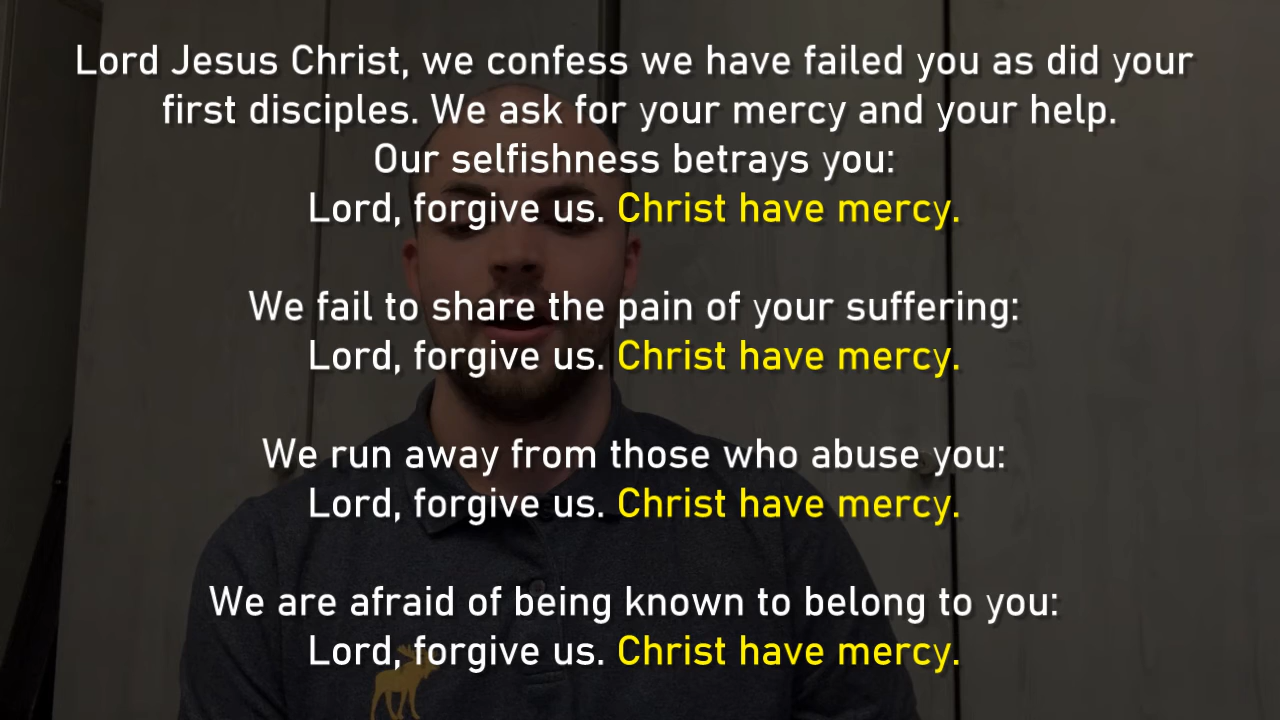 Lord Jesus Christ, we confess we have failed you as did your
first disciples. We ask for your mercy and your help.
Our selfishness betrays you:
Lord, forgive us. Christ have mercy.
We fail to share the pain of your suffering:
Lord, forgive us. Christ have mercy.
We run away from those who abuse you:
Lord, forgive us. Christ have mercy.
We are afraid of being known to belong to you:
Lord, forgive us. Christ have mercy.